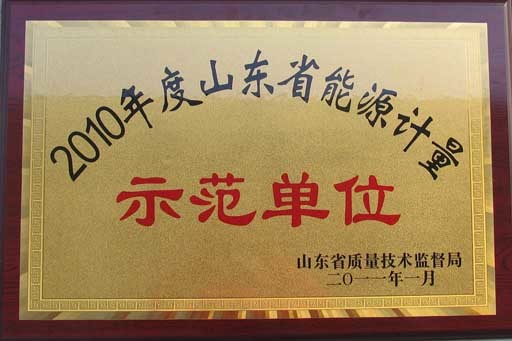 2010年度山东省能源计量
示范单位
山东省质量技术监督局
二〇一一年一月